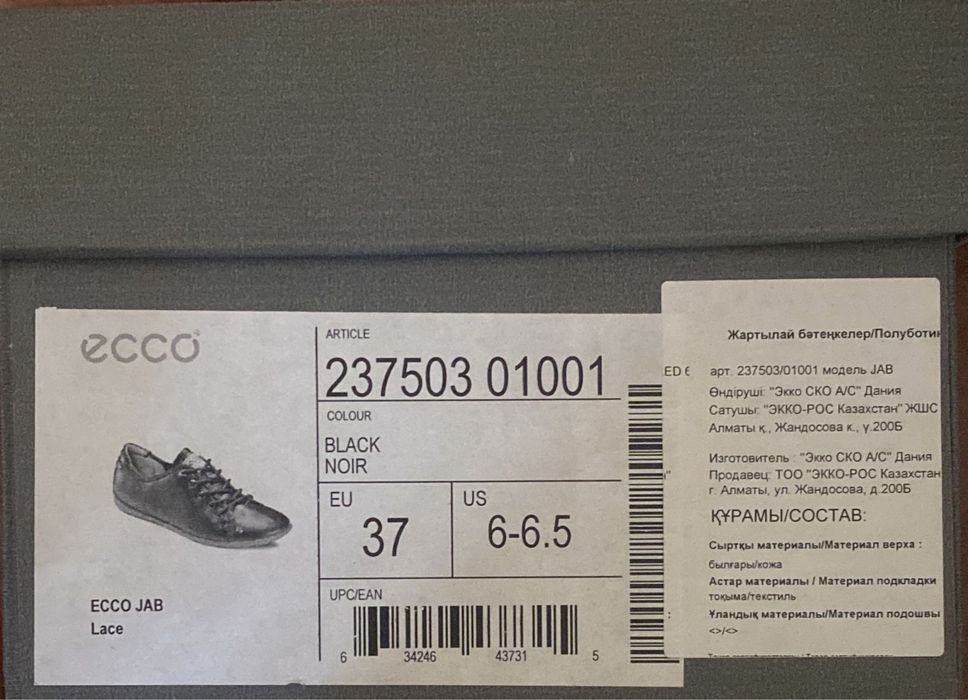 ecco
ARTICLE
237503 01001
COLOUR
BLACK
NOIR
EU
37
US
6-6.5
UPC/EAN
6 34246 43731 5
ECCO JAB
Lace
Жартылай бәтеңкелер/Полуботин
арт. 237503/01001 модель JAB
Өндіруші: "Экко СКО А/С" Дания
Сатушы: "ЭККО-РОС Казахстан" ЖШС
Алматы қ., Жандосова к., ү.200Б
Изготовитель : "Экко СКО А/С" Дания
Продавец: ТОО "ЭККО-РОС Казахстан
г. Алматы, ул. Жандосова, д.200Б
ҚҰРАМЫ/СОСТАВ:
Сыртқы материалы/Материал верха :
былғары/кожа
Астар материалы / Материал подкладки
тоқыма/текстиль
Ұландық материалы/Материал подошвы
<>/<>